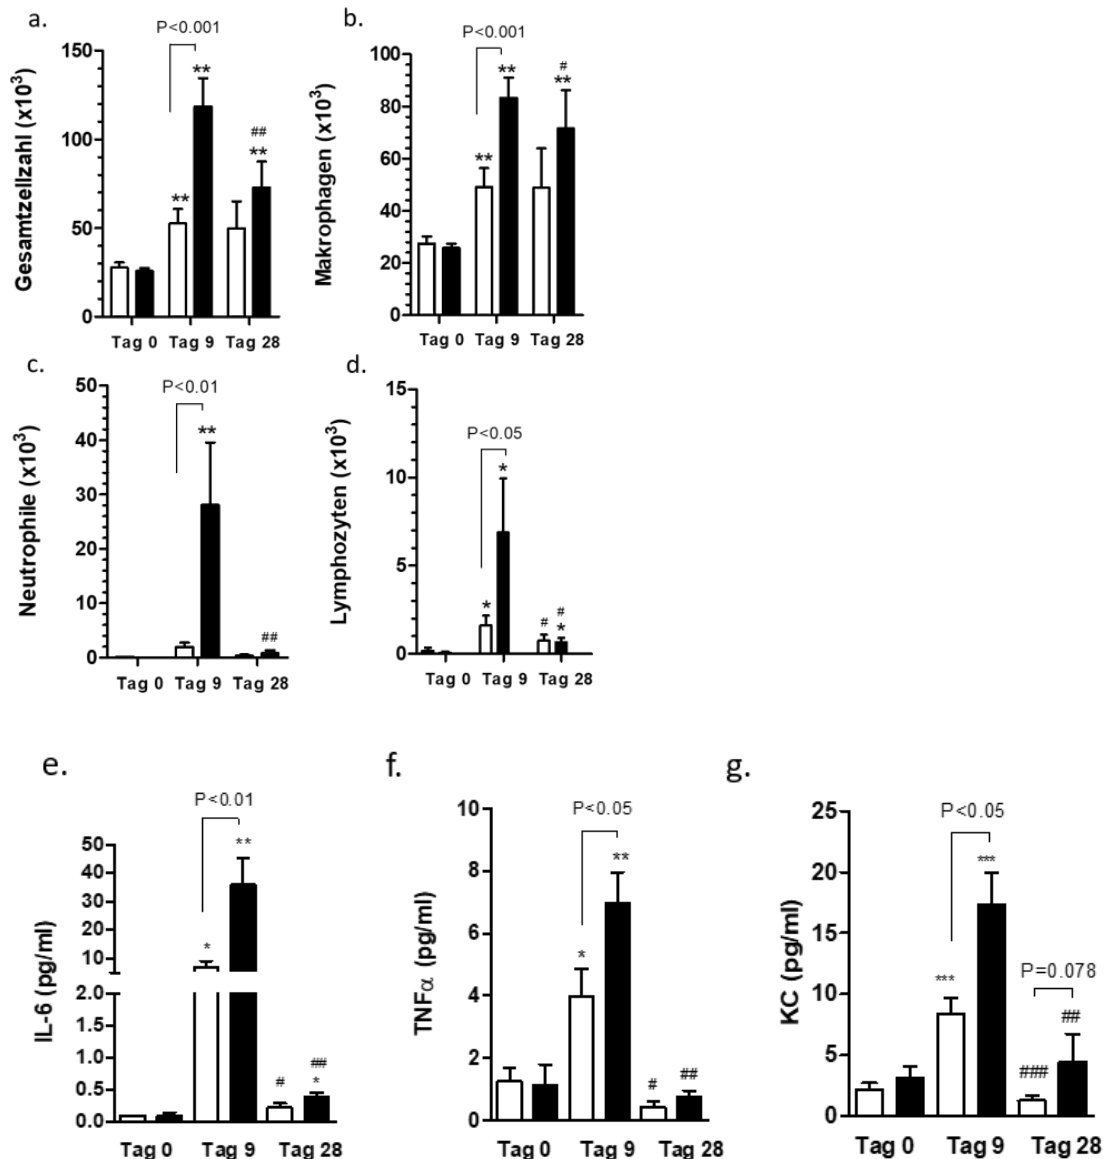 a.
P<0.001
Gesamtzellzahl (x10³)
150
100
50
0
**
**
##
**
Tag 0 Tag 9 Tag 28
b.
P<0.001
Makrophagen (x10³)
100
80
60
40
20
0
**
**
#
**
Tag 0 Tag 9 Tag 28
c.
P<0.01
Neutrophile (x10³)
50
40
30
20
10
0
**
##
Tag 0 Tag 9 Tag 28
d.
P<0.05
Lymphozyten (x10³)
15
10
5
0
*
*
#
#
*
Tag 0 Tag 9 Tag 28
e.
P<0.01
IL-6 (pg/ml)
50
40
30
20
10
2.0
1.5
1.0
0.5
0.0
*
**
#
##
*
Tag 0 Tag 9 Tag 28
f.
P<0.05
TNFα (pg/ml)
10
8
6
4
2
0
*
**
#
##
Tag 0 Tag 9 Tag 28
g.
P<0.05
KC (pg/ml)
25
20
15
10
5
0
***
***
P=0.078
###
##
Tag 0 Tag 9 Tag 28